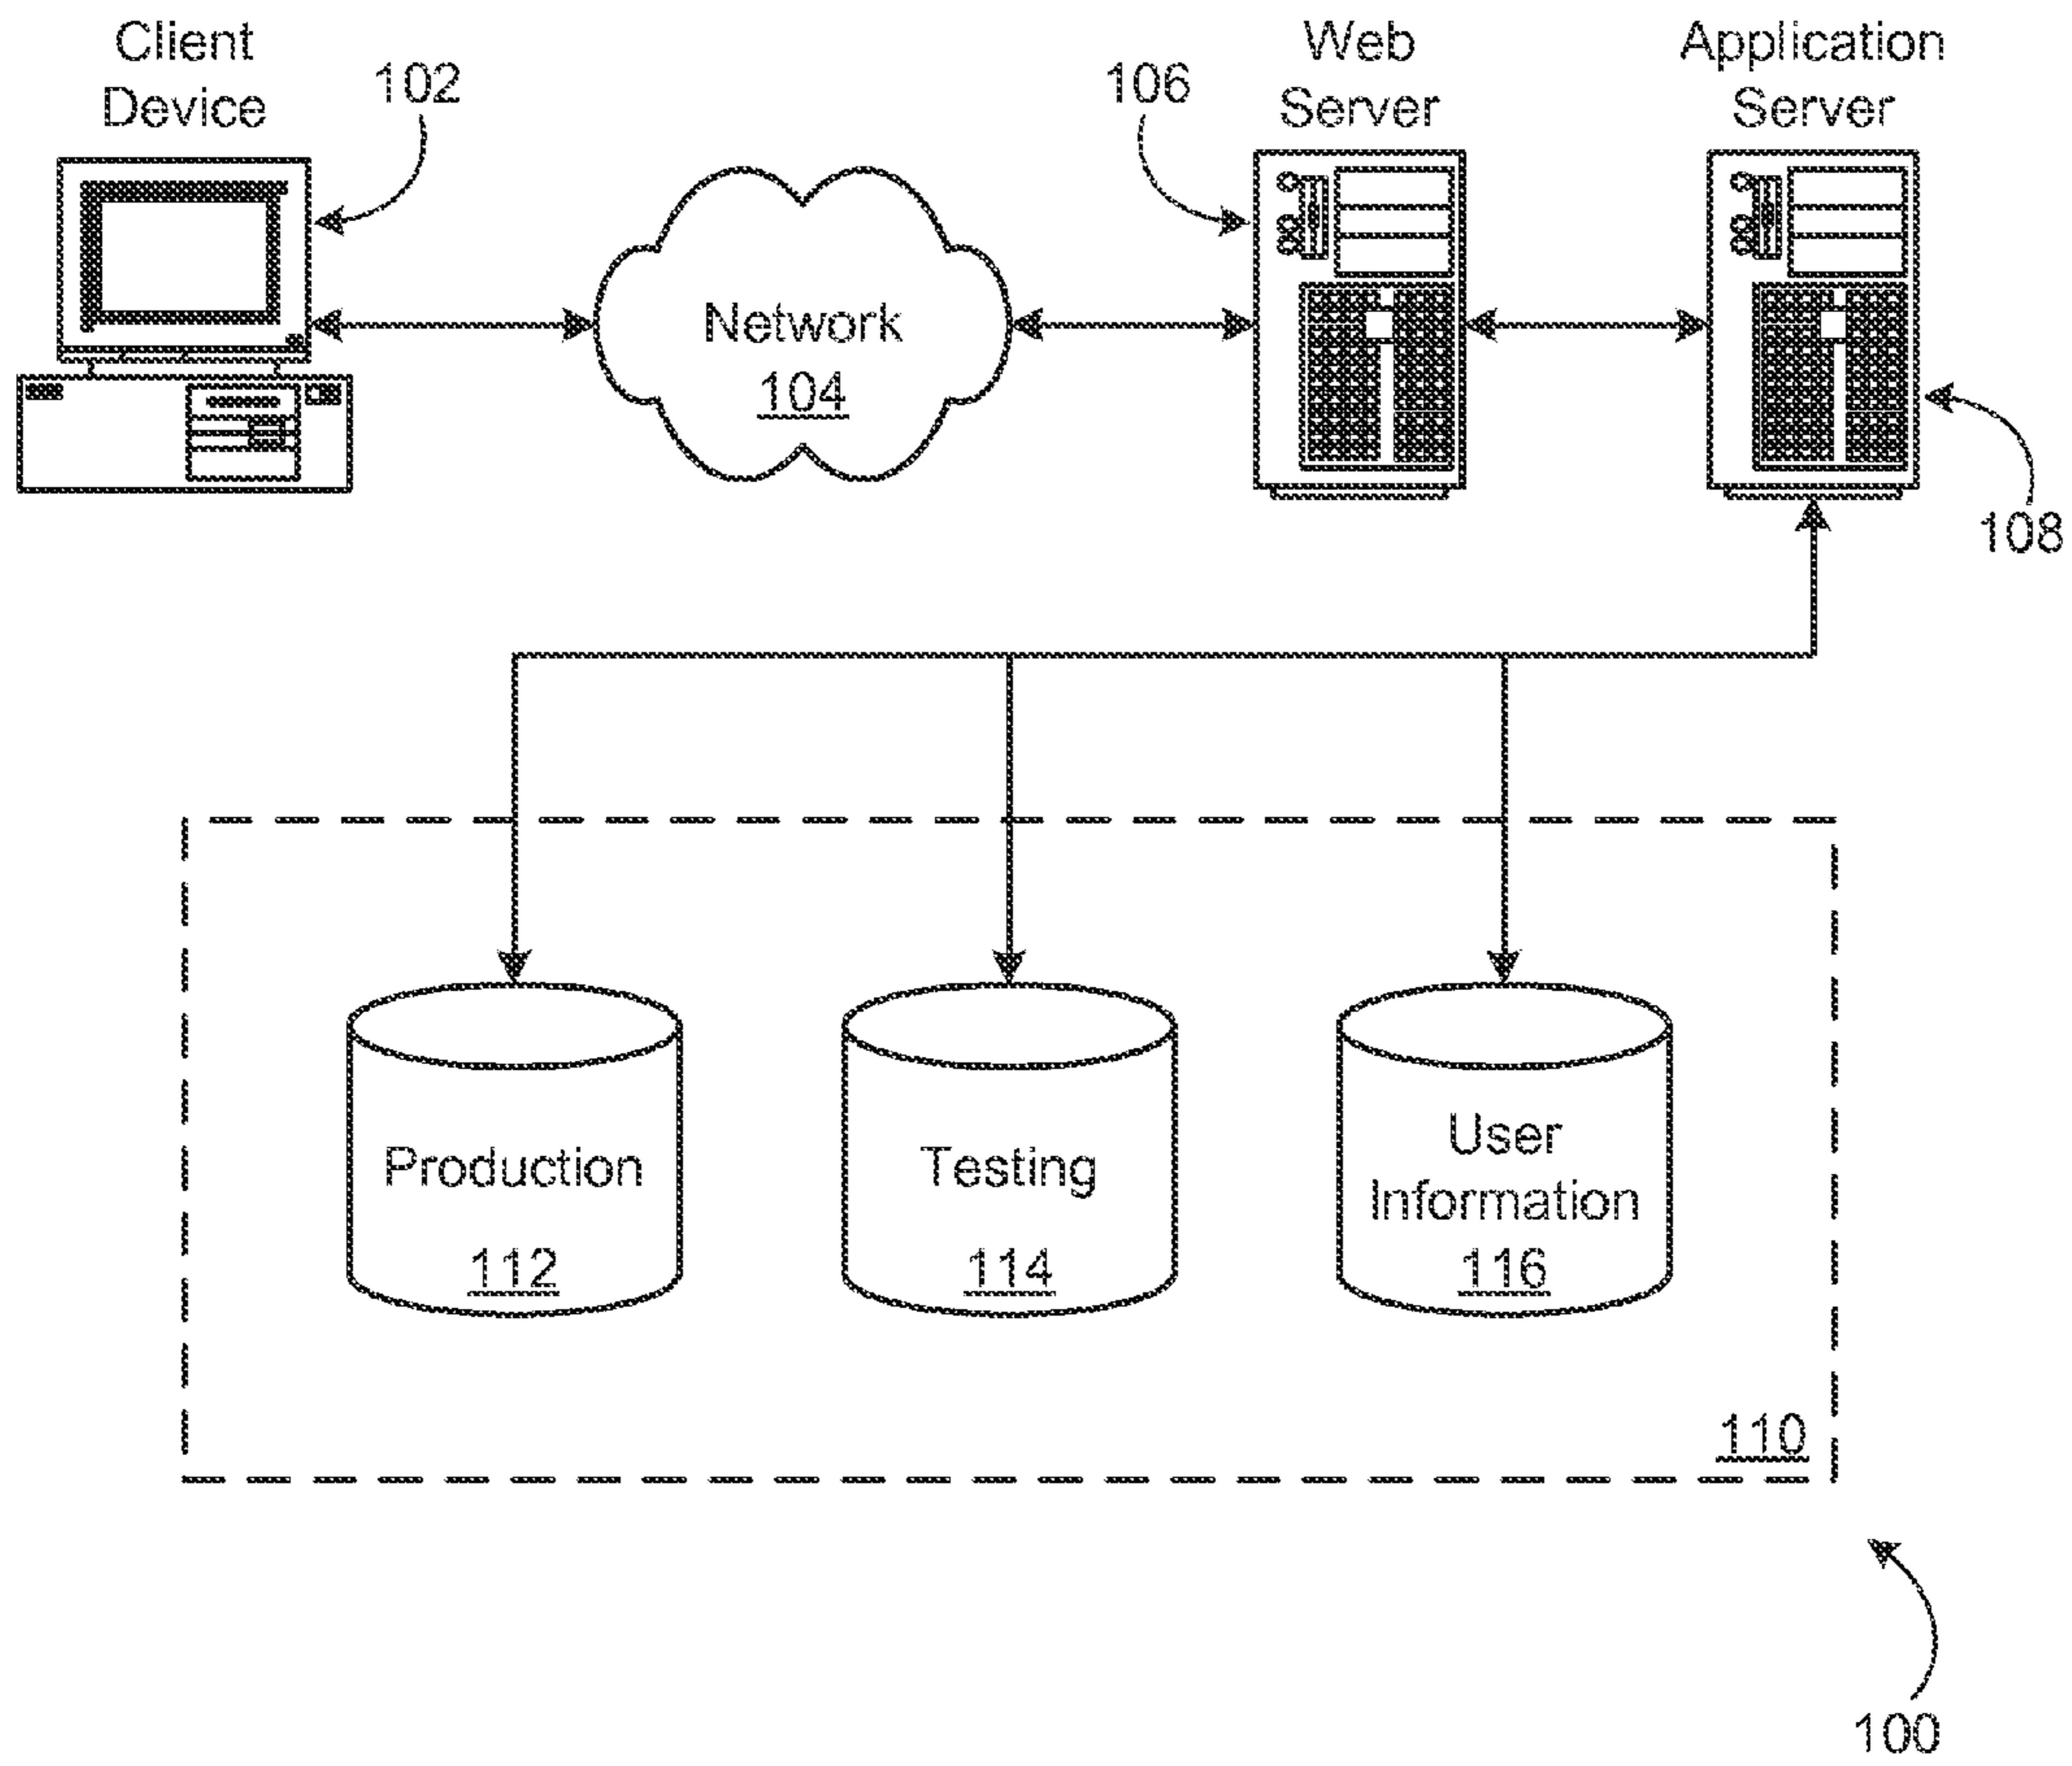 Client
Device
102
106
Web
Server
Application
Server
Network
104
108
Production
112
Testing
114
User
Information
116
110
100